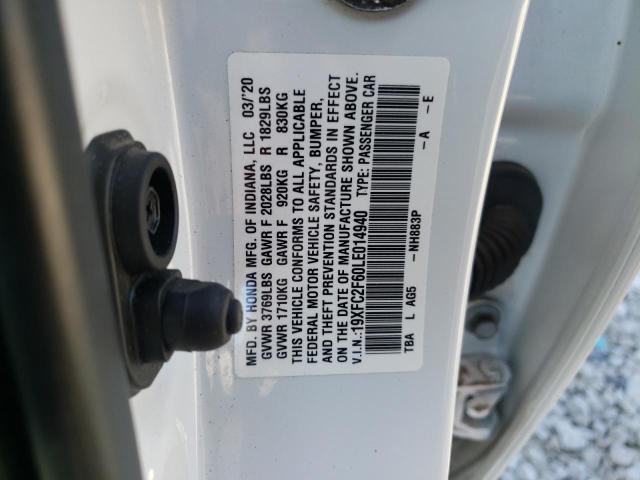 MFD. BY HONDA MFG. OF INDIANA, LLC 03/'20
GVWR 3769LBS GAWR F 2028LBS R 1829LBS
GVWR 1710KG GAWR F 920KG R 830KG
THIS VEHICLE CONFORMS TO ALL APPLICABLE
FEDERAL MOTOR VEHICLE SAFETY, BUMPER,
AND THEFT PREVENTION STANDARDS IN EFFECT
ON THE DATE OF MANUFACTURE SHOWN ABOVE.
V.I.N.:19XFC2F60LE014940 TYPE: PASSENGER CAR
TBA L AG5 -NH883P -A -E